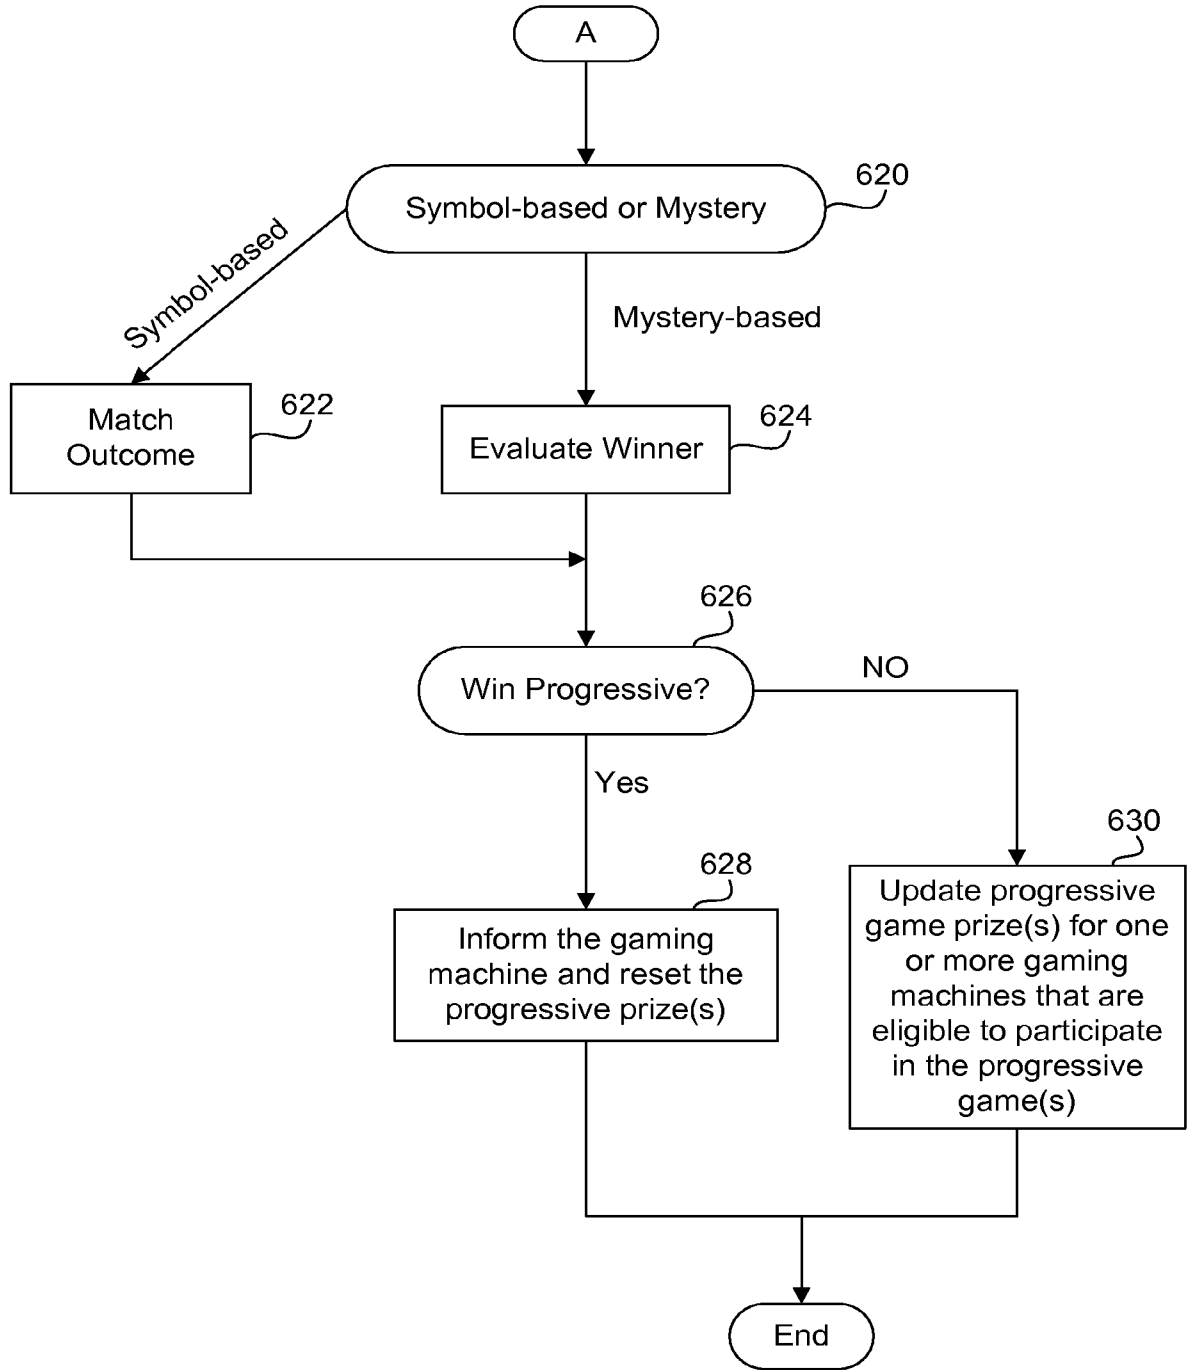 A
620
Symbol-based or Mystery
Symbol-based
Mystery-based
Match
Outcome
622
624
Evaluate Winner
626
Win Progressive?
NO
Yes
628
Inform the gaming
machine and reset the
progressive prize(s)
630
Update progressive
game prize(s) for one
or more gaming
machines that are
eligible to participate
in the progressive
game(s)
End